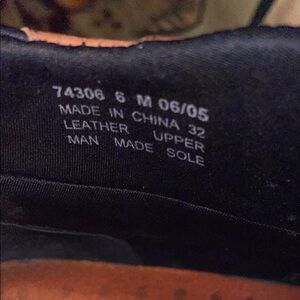 74306 6 M 06/05
MADE IN CHINA 32
LEATHER UPPER
MAN MADE SOLE